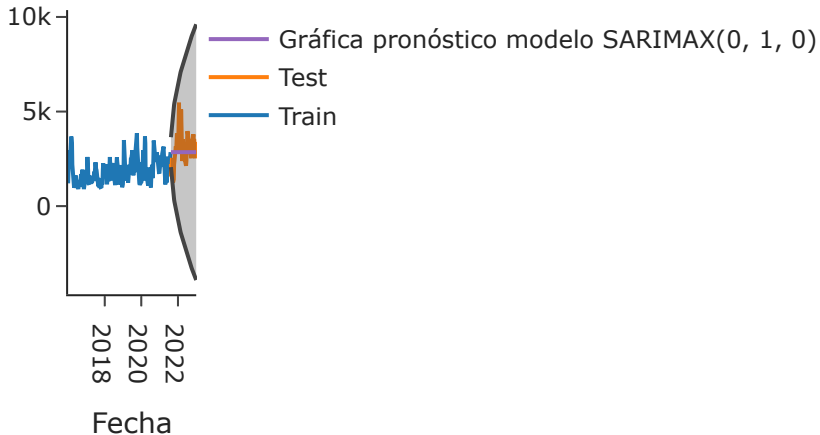 10k
5k
0
2018
2020
2022
Fecha
Gráfica pronóstico modelo SARIMAX(0, 1, 0)
Test
Train